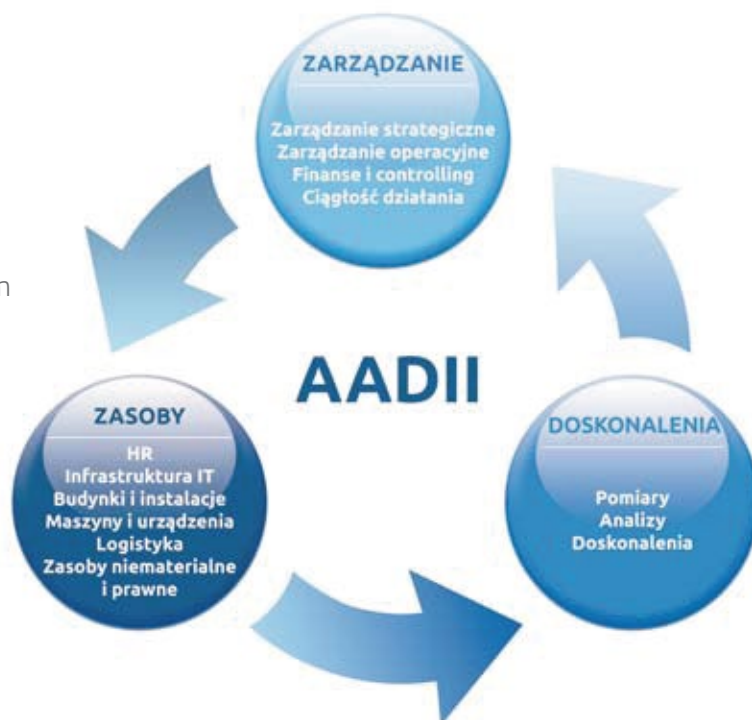 ZARZĄDZANIE
Zarządzanie strategiczne
Zarządzanie operacyjne
Finanse i controlling
Ciągłość działania
AADII
ZASOBY
HR
Infrastruktura IT
Budynki i instalacje
Maszyny i urządzenia
Logistyka
Zasoby niematerialne
i prawne
DOSKONALENIA
Pomiary
Analizy
Doskonalenia